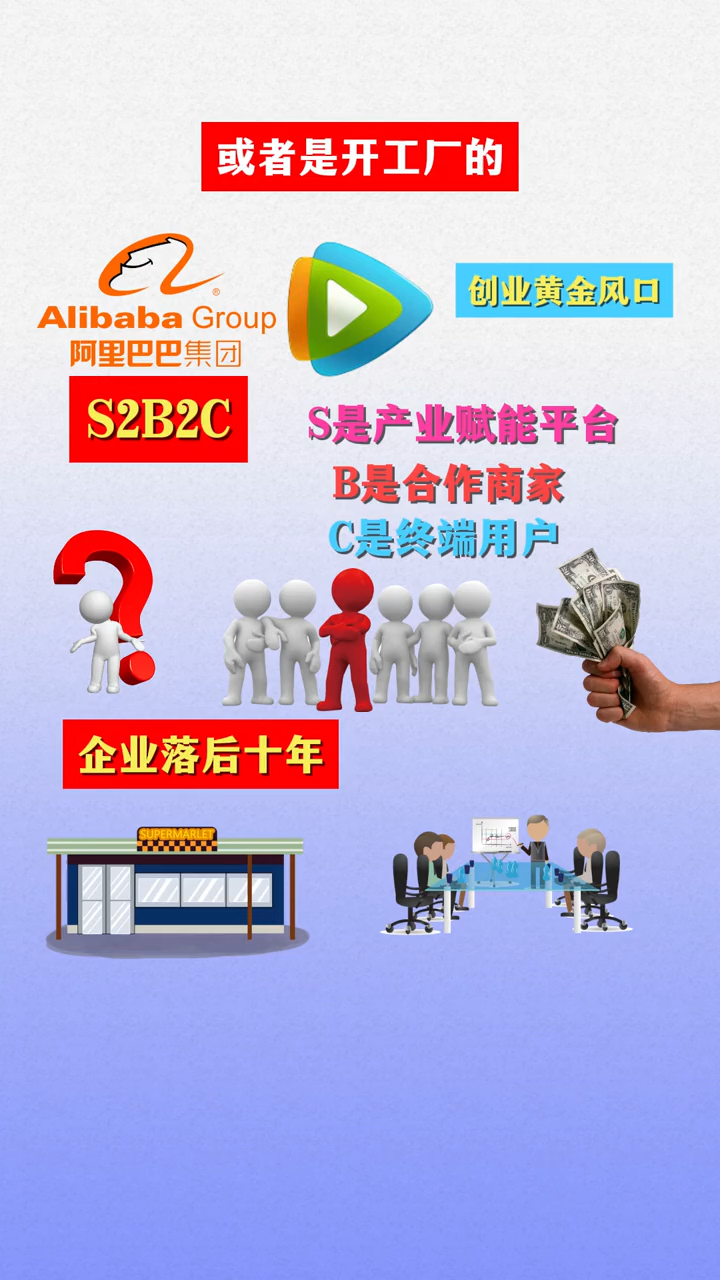 或者是开工厂的
创业黄金风口
Alibaba Group
阿里巴巴集团
S2B2C
S是产业赋能平台
B是合作商家
C是终端用户
企业落后十年
SUPERMARLET